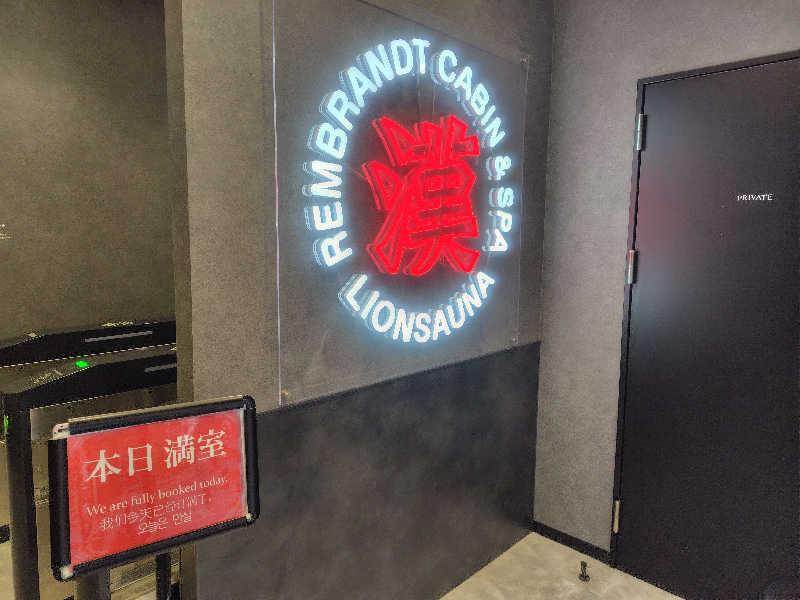 REMBRANDT CABIN & SPA
漢
LIONSAUNA
PRIVATE
本日 満室
We are fully booked today.
我们今天已经订满了。
오늘은 만실